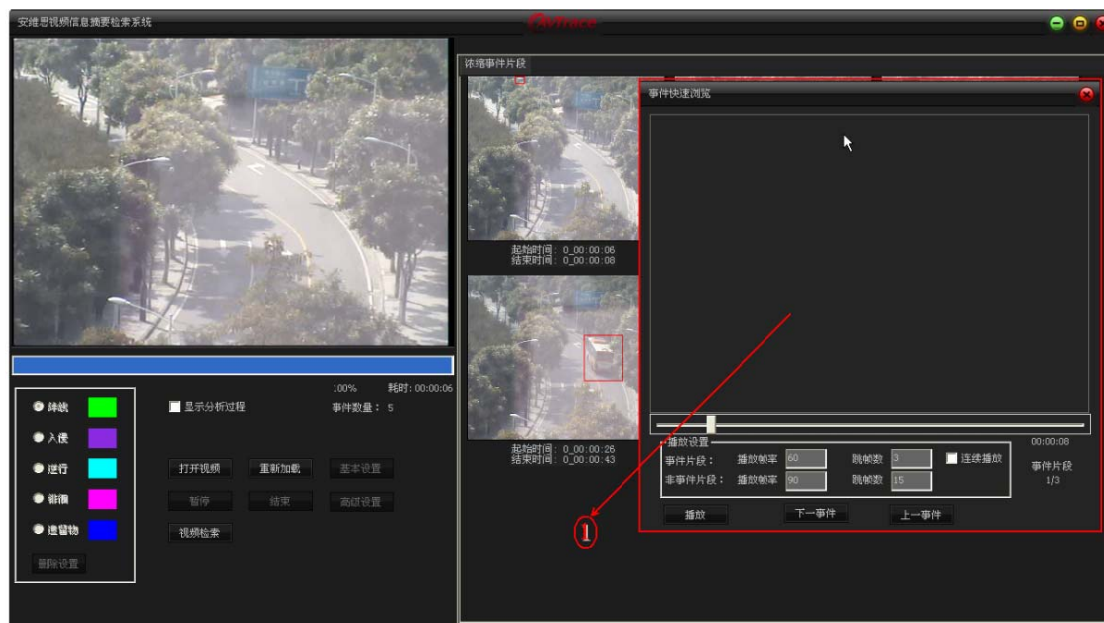 安维思视频信息摘要检索系统
AvTrace
浓缩事件片段
事件快速浏览
起始时间: 0_00:00:06
结束时间: 0_00:00:08
起始时间: 0_00:00:26
结束时间: 0_00:00:43
:00% 耗时:00:00:06
显示分析过程 事件数量: 5
绊线
入侵
逆行
徘徊
遗留物
删除设置
打开视频 重新加载 基本设置
暂停 结束 高级设置
视频检索
播放设置
事件片段: 播放帧率 60 跳帧数 3 连续播放
非事件片段: 播放帧率 90 跳帧数 15
00:00:08
事件片段
1/3
播放 下一事件 上一事件
1